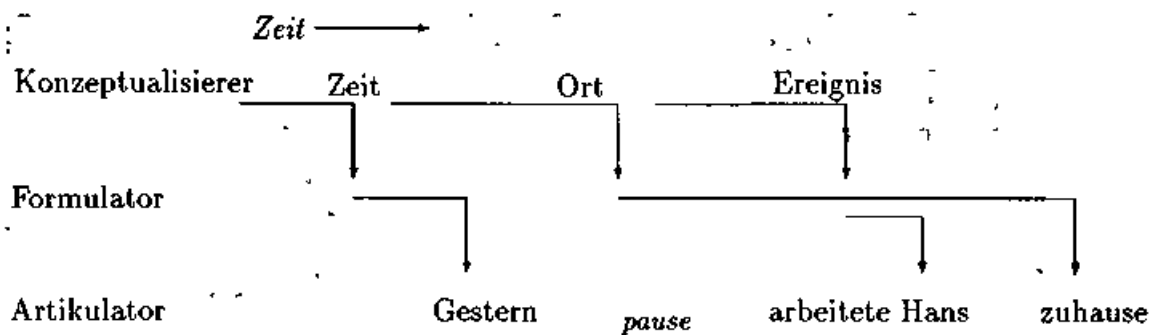 Zeit
Konzeptualisierer Zeit Ort Ereignis
Formulator
Artikulator Gestern pause arbeitete Hans zuhause